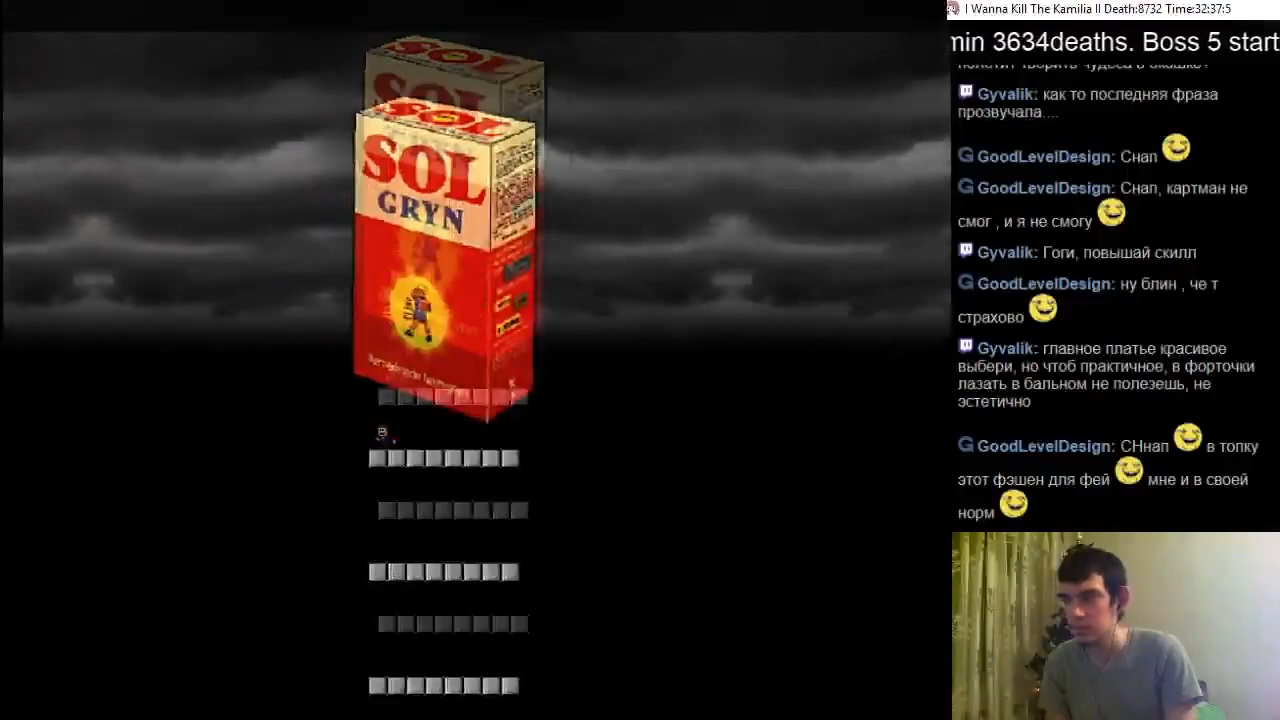 I Wanna Kill The Kamilia II Death:8732 Time:32:37:5
min 3634deaths. Boss 5 start
Gyvalik: как то последняя фраза
прозвучала....
GoodLevelDesign: Снап
GoodLevelDesign: Снап, картман не
смог , и я не смогу
Gyvalik: Гоги, повышай скилл
GoodLevelDesign: ну блин , че т
страхово
Gyvalik: главное платье красивое
выбери, но чтоб практичное, в форточки
лазать в бальном не полезешь, не
эстетично
GoodLevelDesign: СНнап в топку
этот фэшен для фей мне и в своей
норм
SOL
SOL
SOL
SOL
GRYN
B